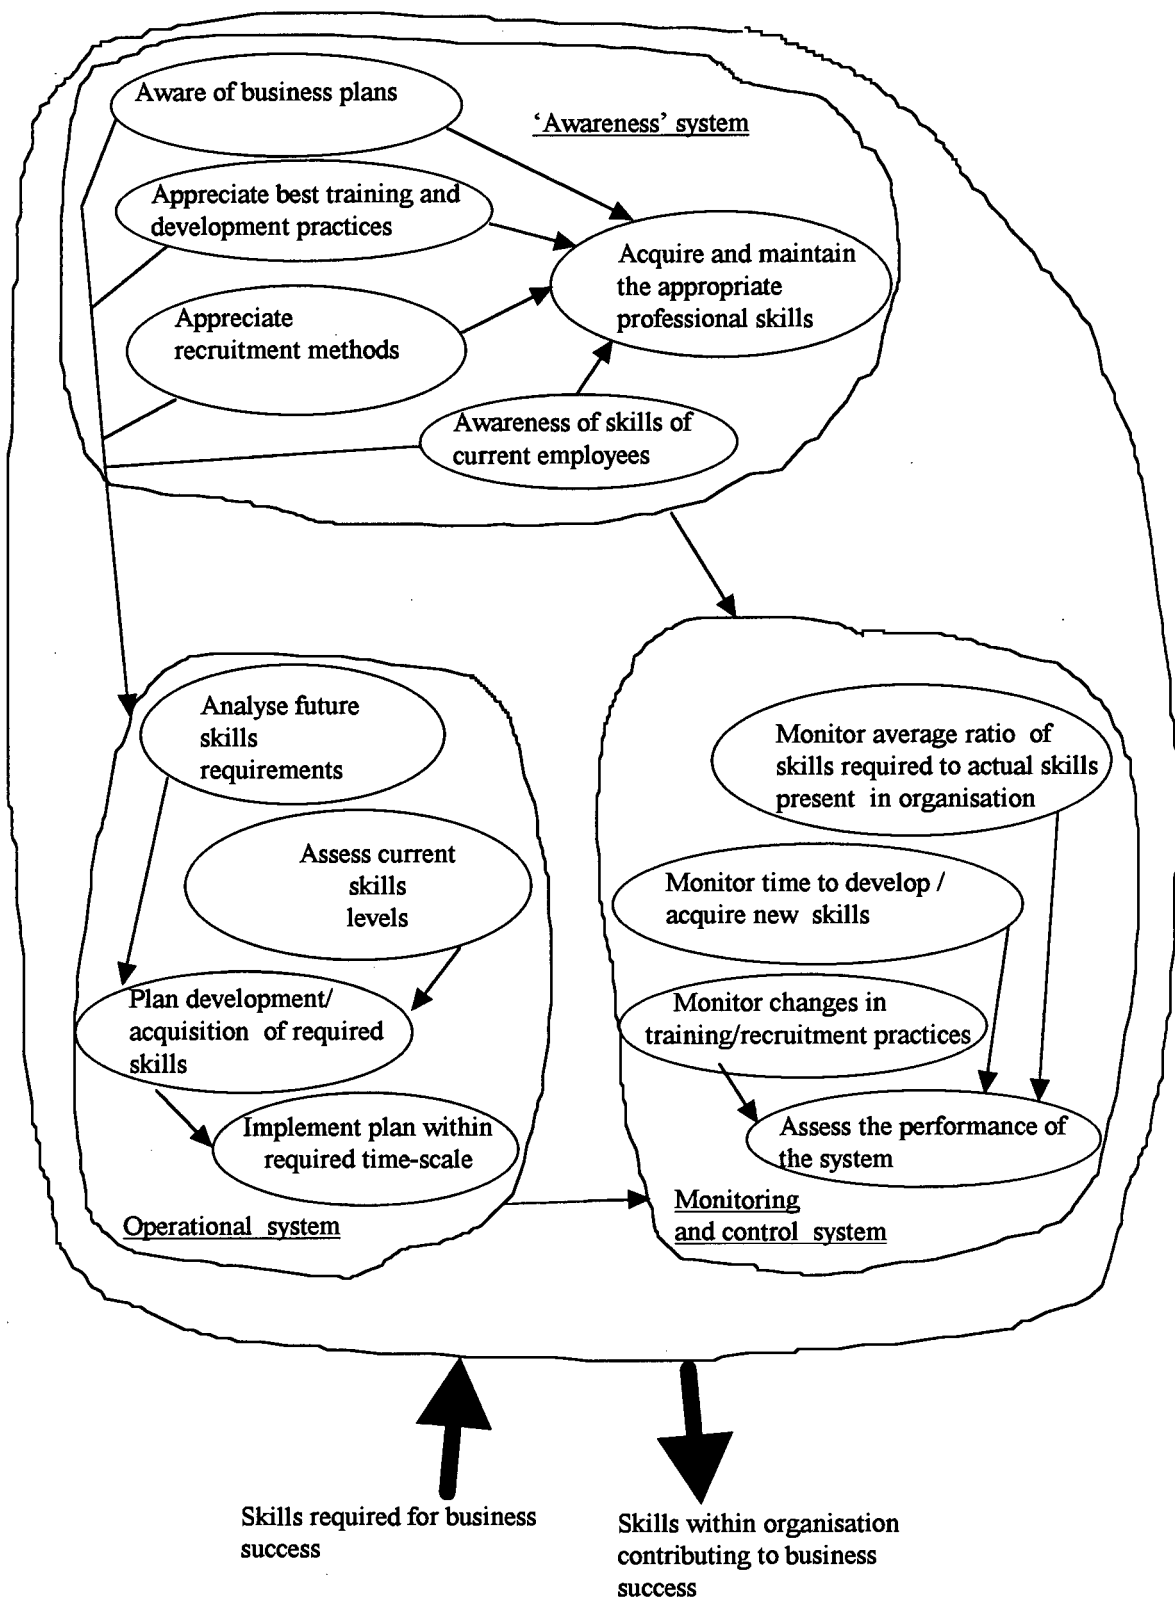 Aware of business plans
‘Awareness’ system
Appreciate best training and
development practices
Acquire and maintain
the appropriate
professional skills
Appreciate
recruitment methods
Awareness of skills of
current employees
Analyse future
skills
requirements
Assess current
skills
levels
Plan development/
acquisition of required
skills
Implement plan within
required time-scale
Operational system
Monitor average ratio of
skills required to actual skills
present in organisation
Monitor time to develop /
acquire new skills
Monitor changes in
training/recruitment practices
Assess the performance of
the system
Monitoring
and control system
Skills required for business
success
Skills within organisation
contributing to business
success